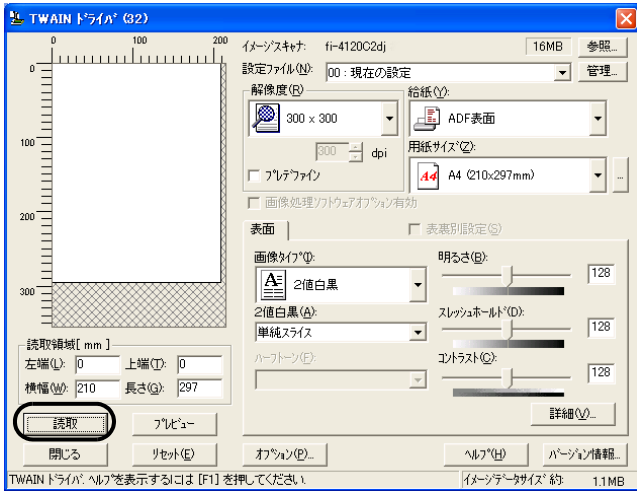 TWAIN ﾄﾞﾗｲﾊﾞ (32)
0 100 200
0
100
200
300
ｲﾒｰｼﾞｽｷｬﾅ: fi-4120C2dj 16MB 参照...
設定ﾌｧｲﾙ(N): 00 : 現在の設定 管理...
解像度(R)
300 x 300
300 dpi
ﾌﾟﾚﾃﾞﾌｧｲﾝ
給紙(Y):
ADF表面
用紙ｻｲｽﾞ(Z):
A4 A4 (210x297mm) ...
画像処理ｿﾌﾄｳｪｱｵﾌﾟｼｮﾝ有効
表面
表裏別設定(S)
画像ﾀｲﾌﾟ(I):
2値白黒
2値白黒(A):
単純ｽﾗｲｽ
ﾊｰﾌﾄｰﾝ(F):
明るさ(B):
128
ｽﾚｯｼｭﾎｰﾙﾄﾞ(D):
128
ｺﾝﾄﾗｽﾄ(C):
128
詳細(V)...
読取領域[ mm ]
左端(L): 0 上端(T): 0
横幅(W): 210 長さ(G): 297
読取 ﾌﾟﾚﾋﾞｭｰ
閉じる ﾘｾｯﾄ(E) ｵﾌﾟｼｮﾝ(P)... ﾍﾙﾌﾟ(H) ﾊﾞｰｼﾞｮﾝ情報...
TWAIN ﾄﾞﾗｲﾊﾞ. ﾍﾙﾌﾟを表示するには [F1] を押してください. ｲﾒｰｼﾞﾃﾞｰﾀｻｲｽﾞ 約: 1.1MB